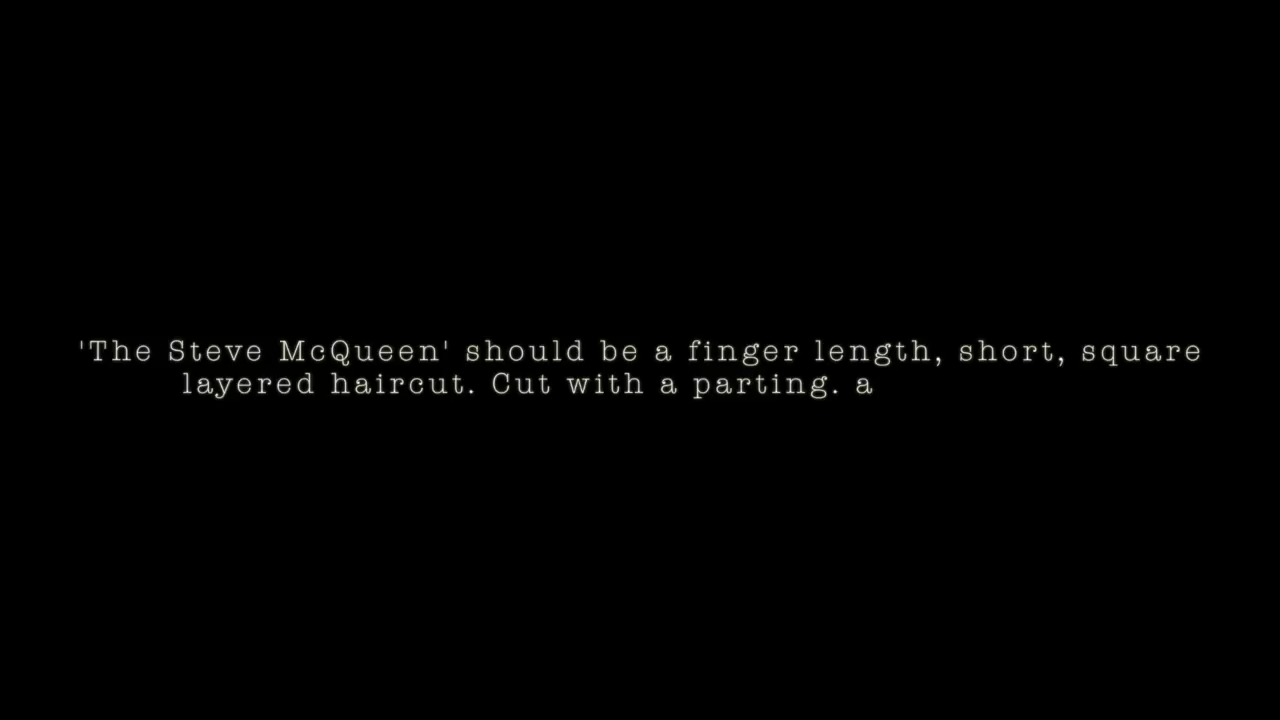 'The Steve McQueen' should be a finger length, short, square
layered haircut. Cut with a parting. a